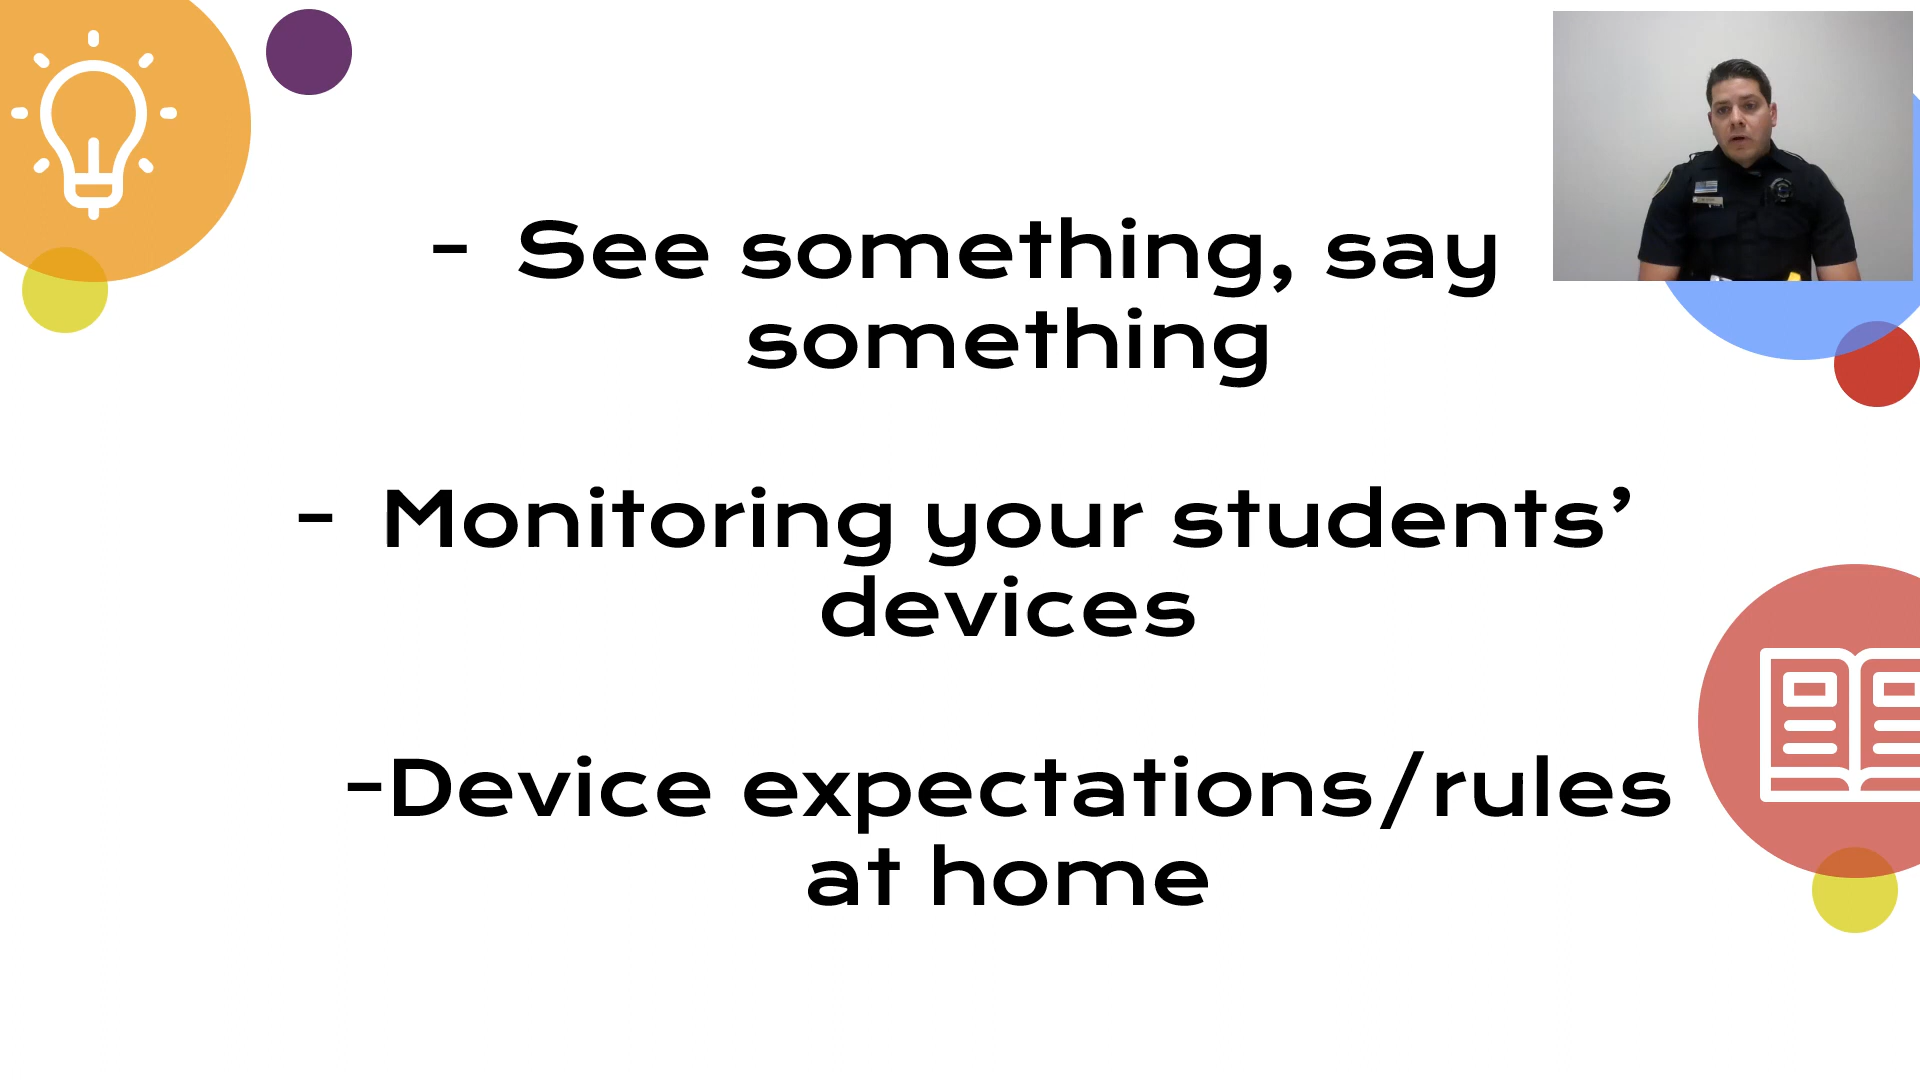 - See something, say
something
- Monitoring your students’
devices
-Device expectations/rules
at home